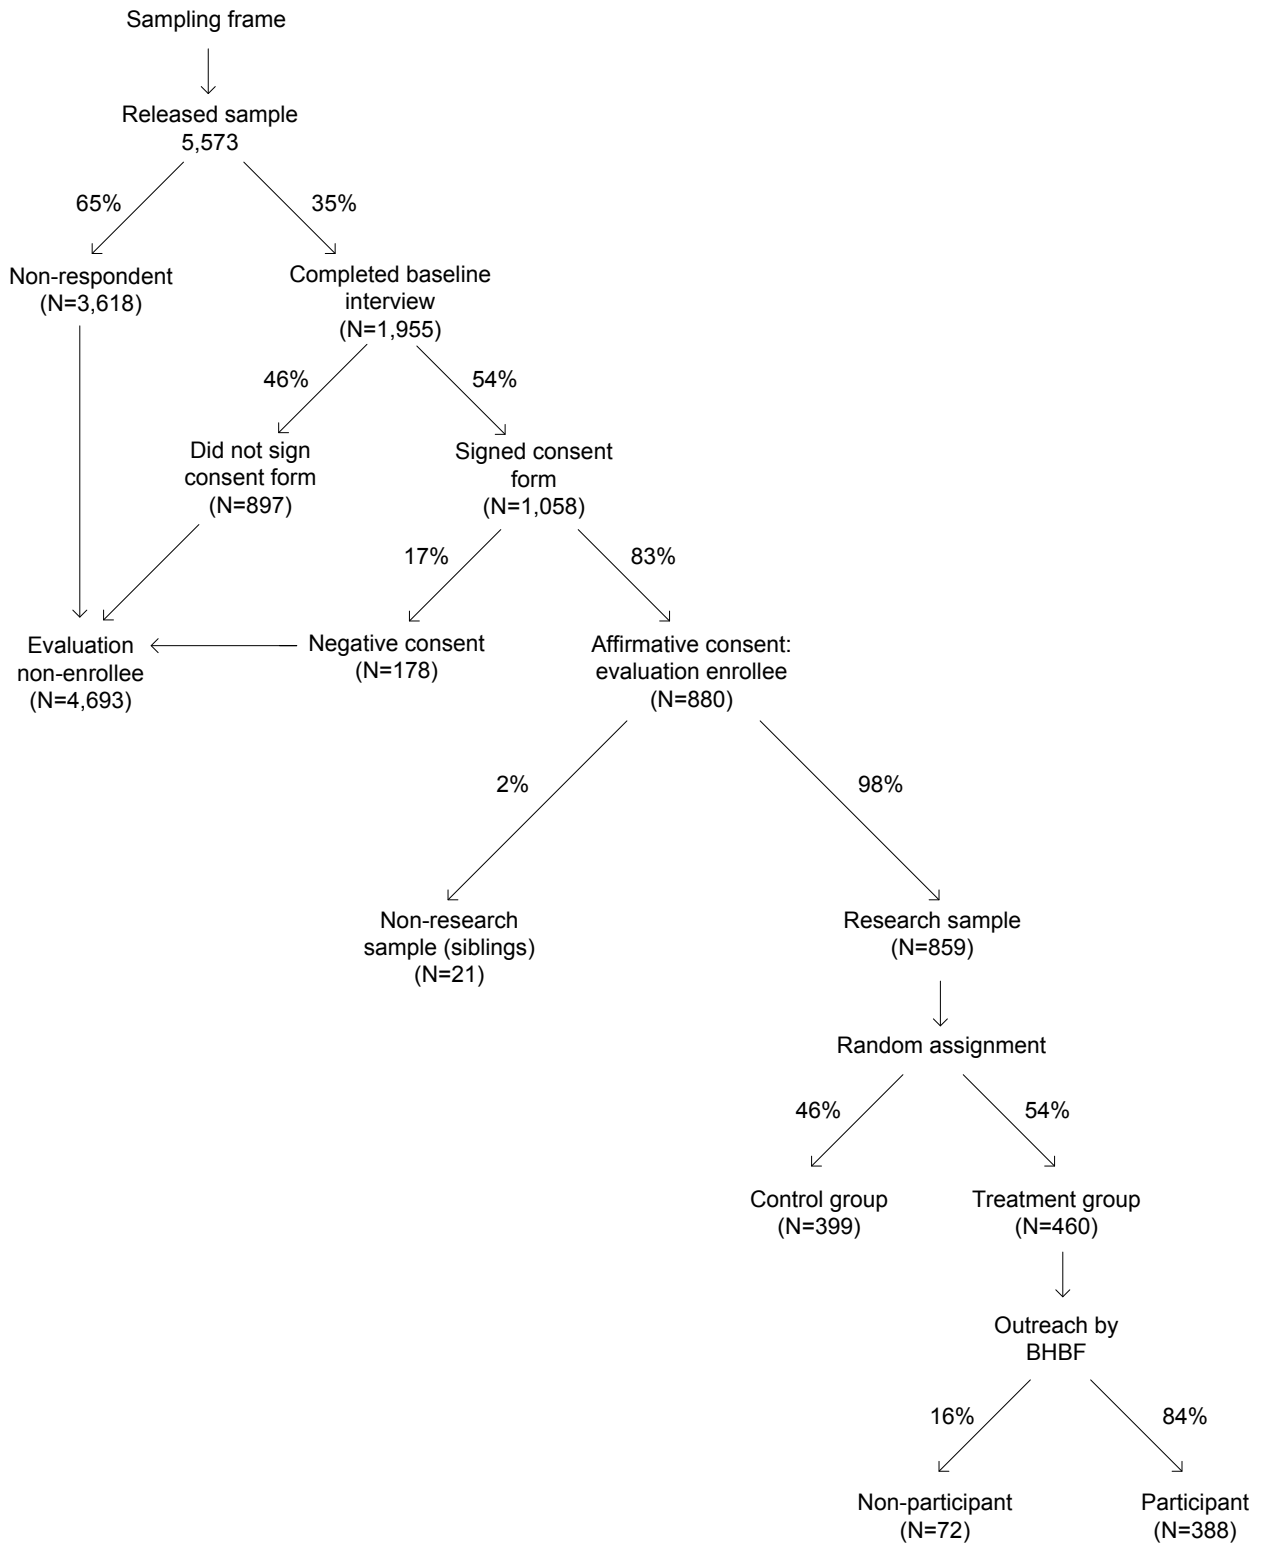 Sampling frame
Released sample
5,573
65%
35%
Non-respondent
(N=3,618)
Completed baseline
interview
(N=1,955)
46%
54%
Did not sign
consent form
(N=897)
Signed consent
form
(N=1,058)
17%
83%
Evaluation
non-enrollee
(N=4,693)
Negative consent
(N=178)
Affirmative consent:
evaluation enrollee
(N=880)
2%
98%
Non-research
sample (siblings)
(N=21)
Research sample
(N=859)
Random assignment
46%
54%
Control group
(N=399)
Treatment group
(N=460)
Outreach by
BHBF
16%
84%
Non-participant
(N=72)
Participant
(N=388)